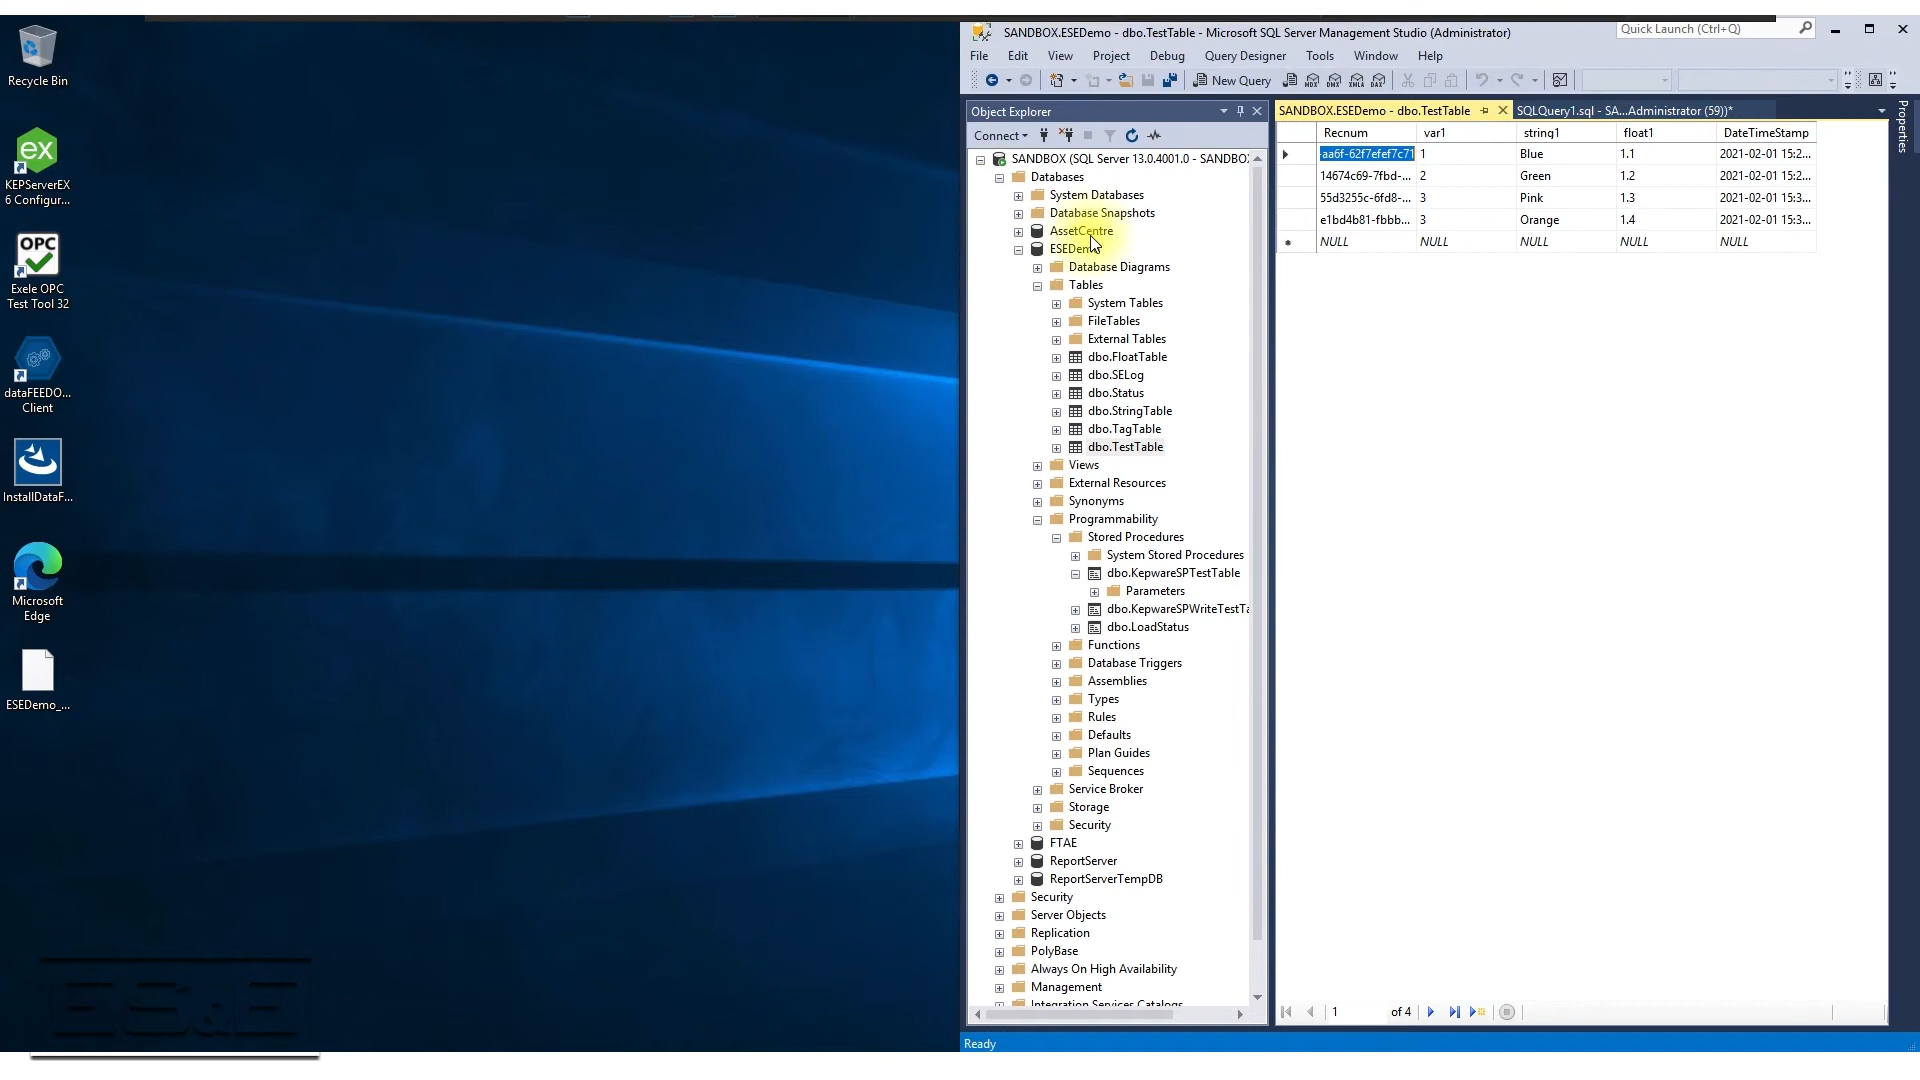 Recycle Bin
KEPServerEX
6 Configur...
OPC
Exele OPC
Test Tool 32
dataFEEDO...
Client
InstallDataF...
Microsoft
Edge
ESEDemo_...
ES&E
SANDBOX.ESEDemo - dbo.TestTable - Microsoft SQL Server Management Studio (Administrator)
Quick Launch (Ctrl+Q)
File Edit View Project Debug Query Designer Tools Window Help
New Query
Object Explorer
Connect
SANDBOX (SQL Server 13.0.4001.0 - SANDBO
Databases
System Databases
Database Snapshots
AssetCentre
ESEDemo
Database Diagrams
Tables
System Tables
FileTables
External Tables
dbo.FloatTable
dbo.SELog
dbo.Status
dbo.StringTable
dbo.TagTable
dbo.TestTable
Views
External Resources
Synonyms
Programmability
Stored Procedures
System Stored Procedures
dbo.KepwareSPTestTable
Parameters
dbo.KepwareSPWriteTestTa
dbo.LoadStatus
Functions
Database Triggers
Assemblies
Types
Rules
Defaults
Plan Guides
Sequences
Service Broker
Storage
Security
FTAE
ReportServer
ReportServerTempDB
Security
Server Objects
Replication
PolyBase
Always On High Availability
Management
Integration Services Catalogs
SANDBOX.ESEDemo - dbo.TestTable SQLQuery1.sql - SA...Administrator (59))*
Recnum var1 string1 float1 DateTimeStamp
-aa6f-62f7efef7c71 1 Blue 1.1 2021-02-01 15:2...
14674c69-7fbd-... 2 Green 1.2 2021-02-01 15:2...
55d3255c-6fd8-... 3 Pink 1.3 2021-02-01 15:3...
e1bd4b81-fbbb... 3 Orange 1.4 2021-02-01 15:3...
NULL NULL NULL NULL NULL
1 of 4
Properties
Ready